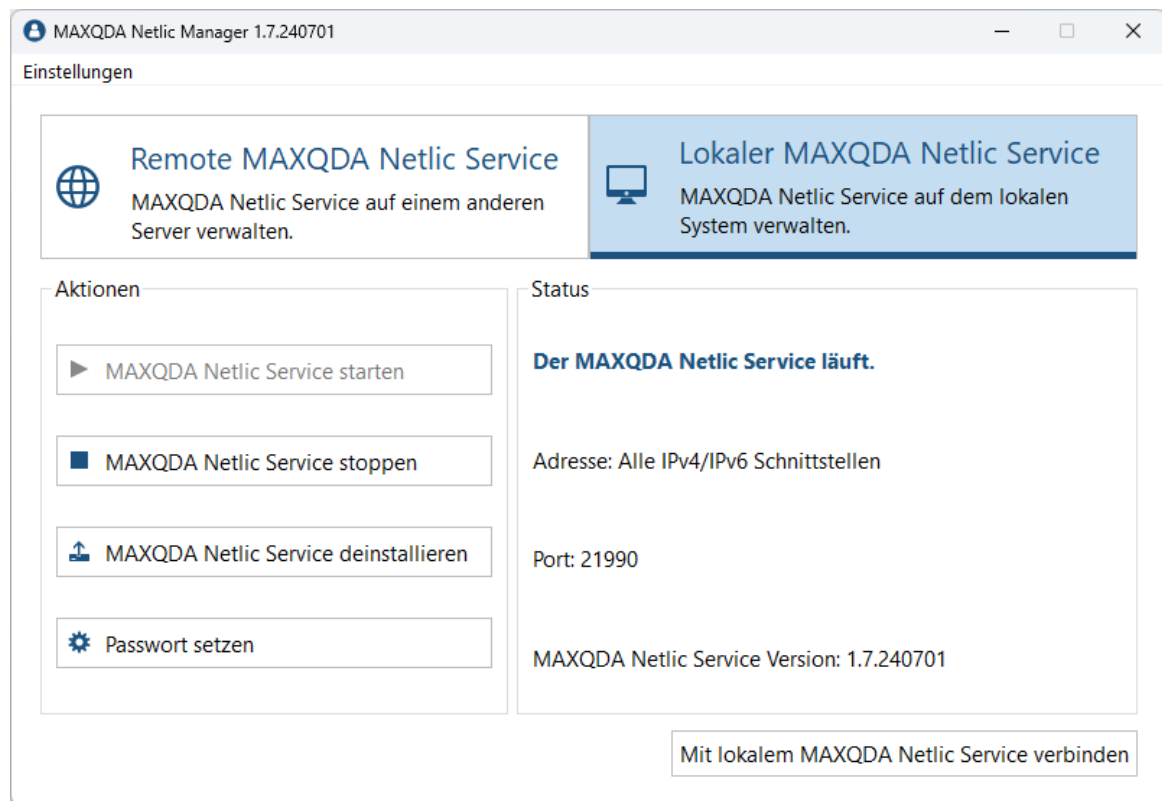 MAXQDA Netlic Manager 1.7.240701
Einstellungen
Remote MAXQDA Netlic Service
MAXQDA Netlic Service auf einem anderen
Server verwalten.
Lokaler MAXQDA Netlic Service
MAXQDA Netlic Service auf dem lokalen
System verwalten.
Aktionen
MAXQDA Netlic Service starten
MAXQDA Netlic Service stoppen
MAXQDA Netlic Service deinstallieren
Passwort setzen
Status
Der MAXQDA Netlic Service läuft.
Adresse: Alle IPv4/IPv6 Schnittstellen
Port: 21990
MAXQDA Netlic Service Version: 1.7.240701
Mit lokalem MAXQDA Netlic Service verbinden